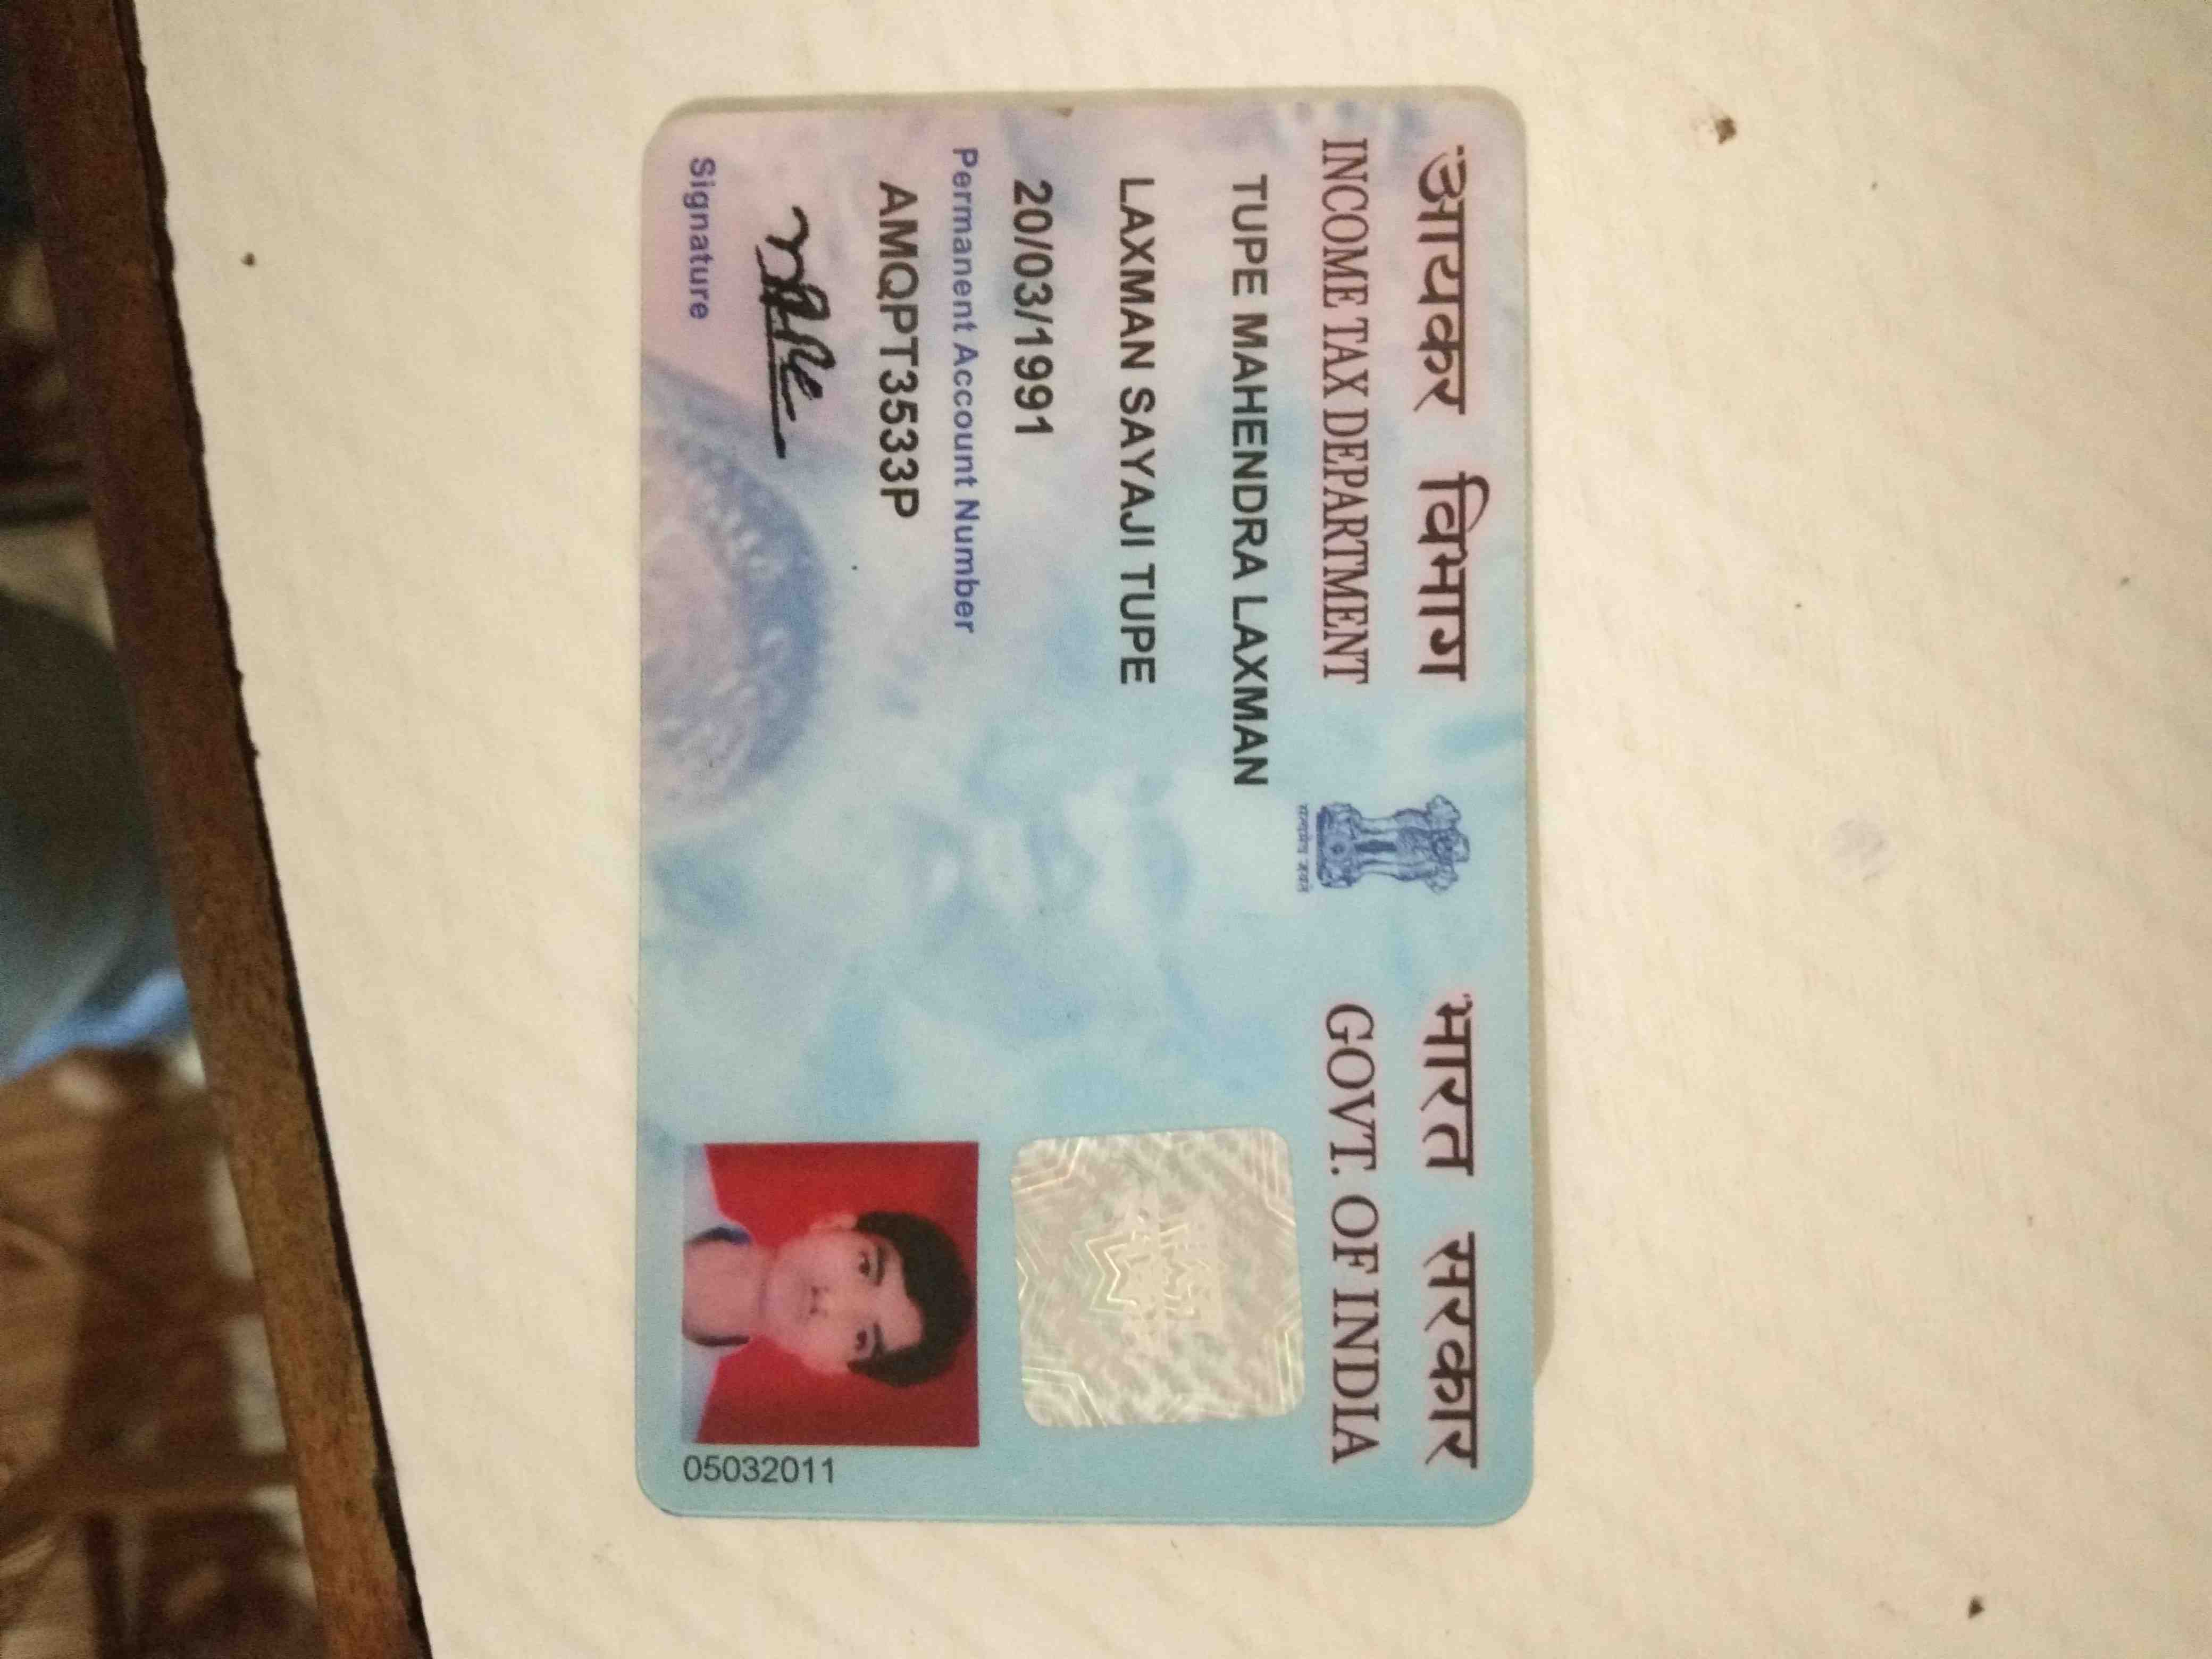 आयकर विभाग
INCOME TAX DEPARTMENT
भारत सरकार
GOVT. OF INDIA
सत्यमेव जयते
TUPE MAHENDRA LAXMAN
LAXMAN SAYAJI TUPE
20/03/1991
Permanent Account Number
AMQPT3533P
Signature
05032011